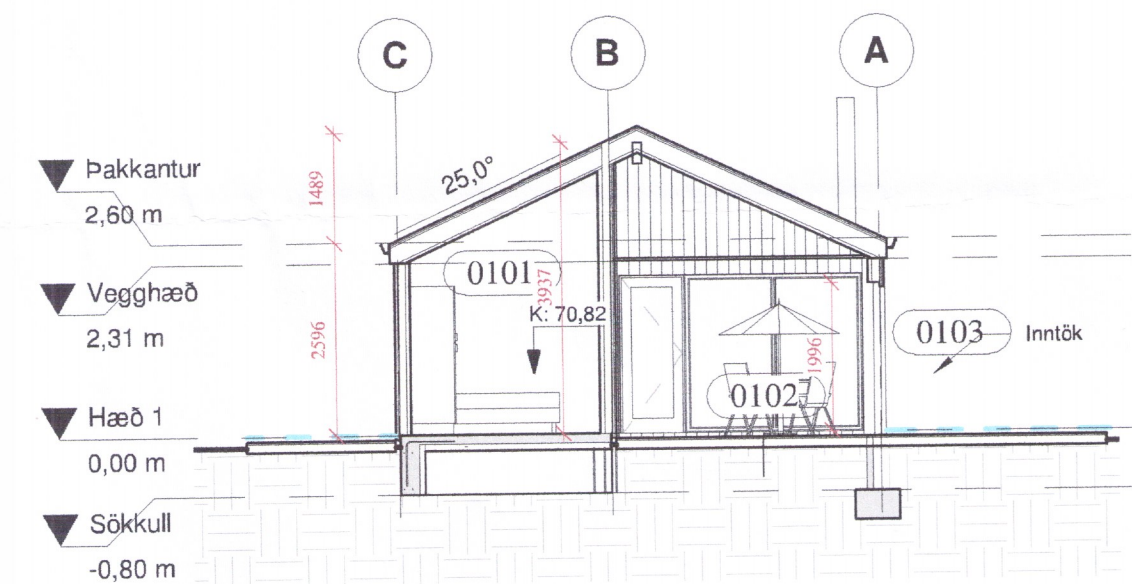 C
B
A
Þakkantur
2,60 m
Vegghæð
2,31 m
Hæð 1
0,00 m
Sökkull
-0,80 m
1489
2596
25,0°
0101
3937
K: 70,82
1996
0102
0103
Inntök